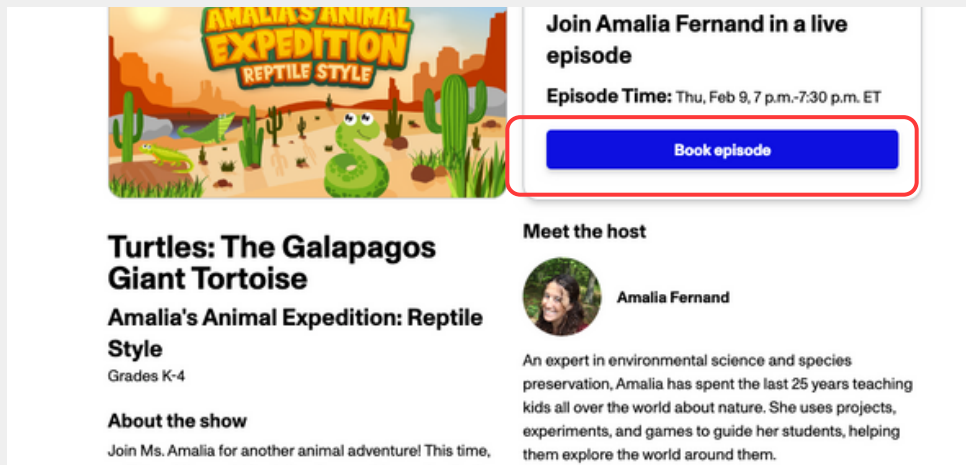 AMALIA'S ANIMAL
EXPEDITION
REPTILE STYLE
Join Amalia Fernand in a live
episode
Episode Time: Thu, Feb 9, 7 p.m.-7:30 p.m. ET
Book episode
Turtles: The Galapagos
Giant Tortoise
Amalia's Animal Expedition: Reptile
Style
Grades K-4
About the show
Join Ms. Amalia for another animal adventure! This time,
Meet the host
Amalia Fernand
An expert in environmental science and species
preservation, Amalia has spent the last 25 years teaching
kids all over the world about nature. She uses projects,
experiments, and games to guide her students, helping
them explore the world around them.